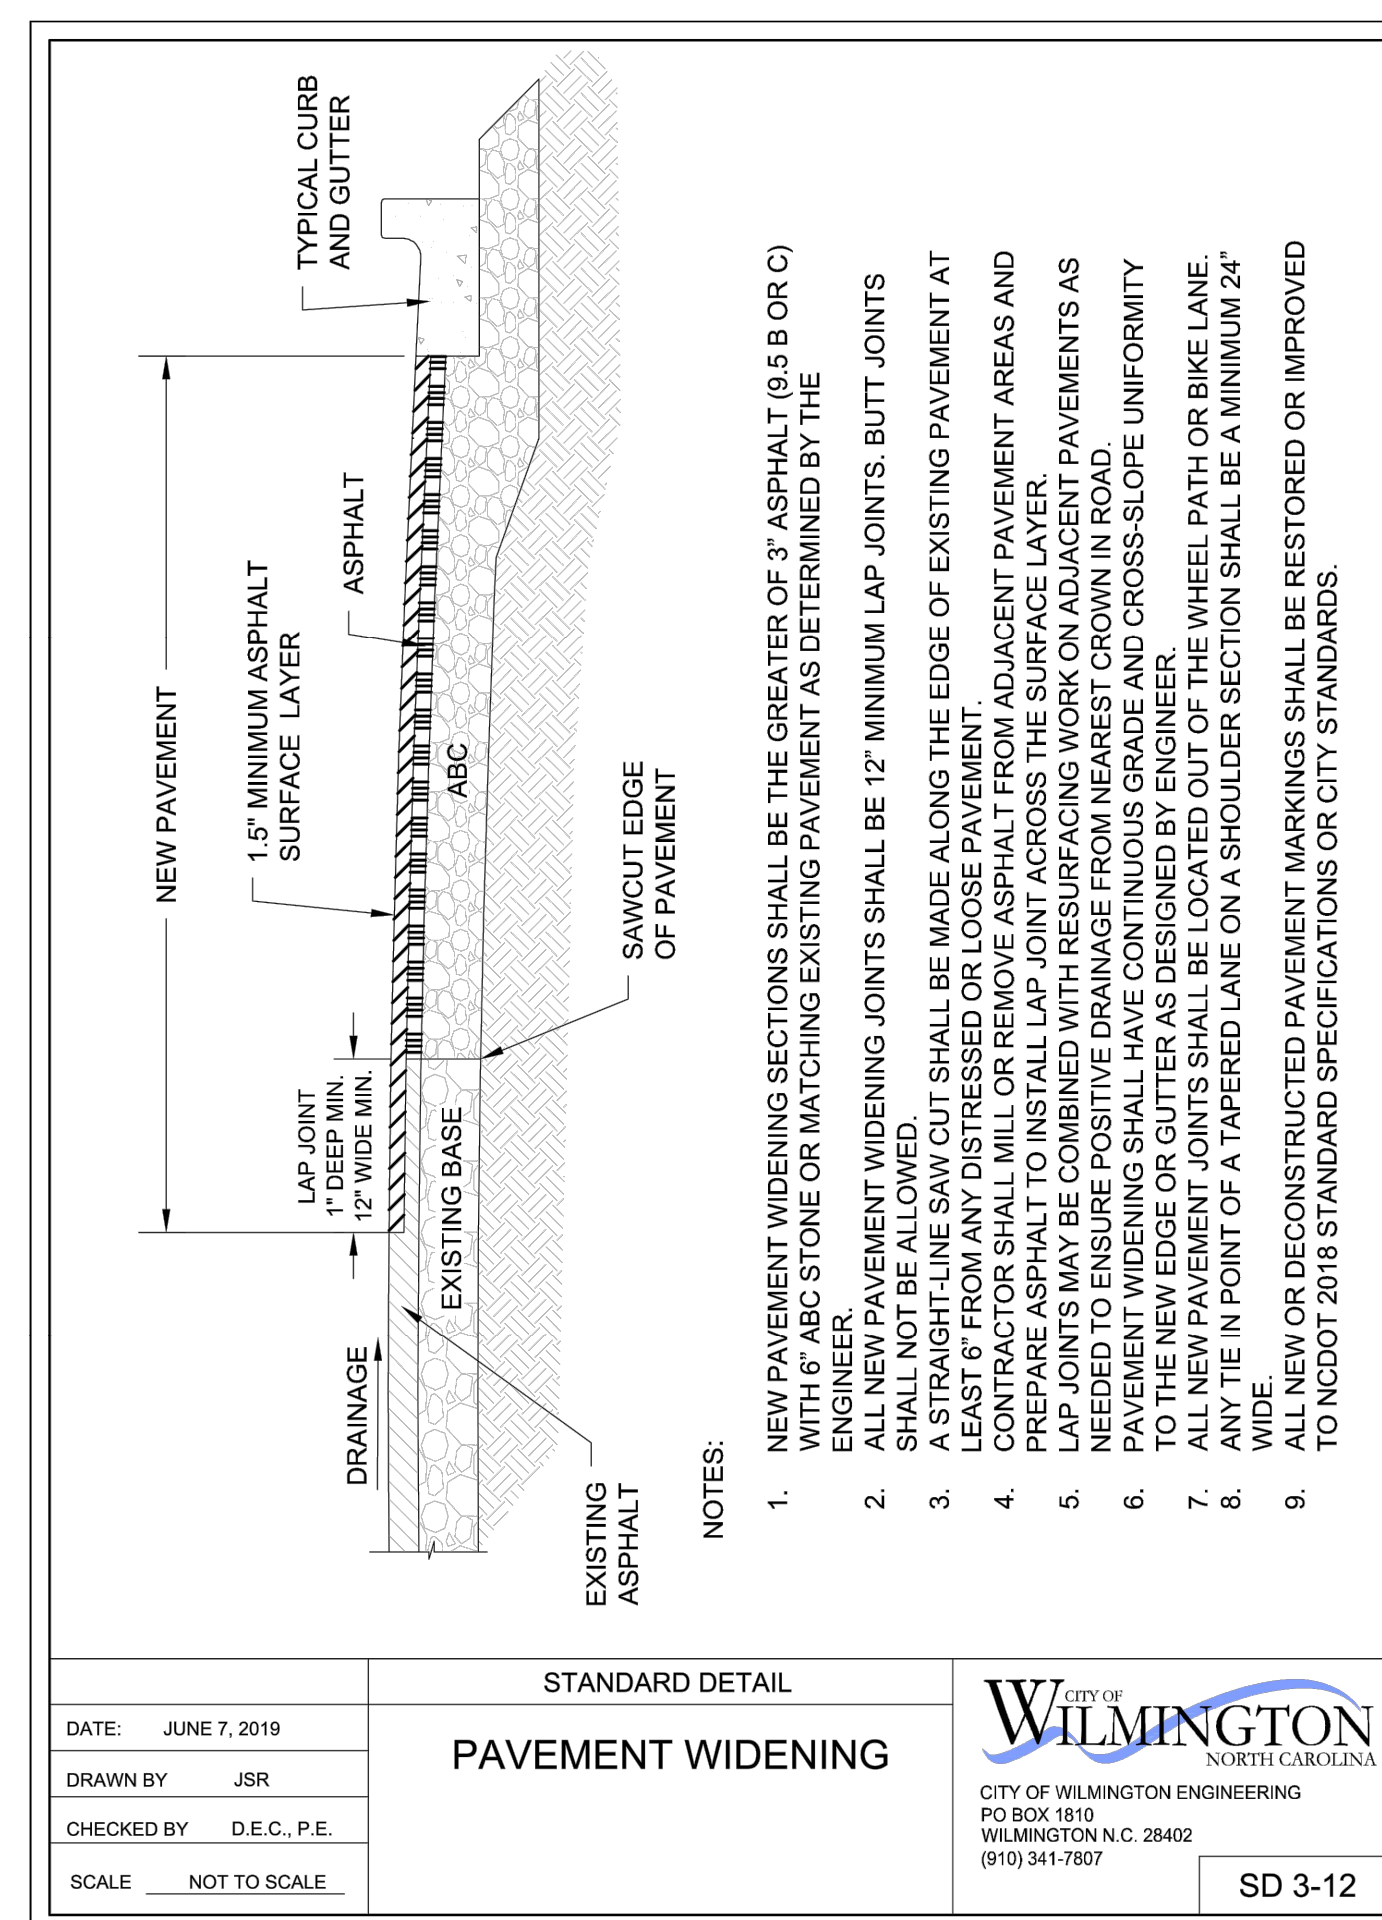 NEW PAVEMENT
1.5" MINIMUM ASPHALT
SURFACE LAYER
ASPHALT
TYPICAL CURB
AND GUTTER
LAP JOINT
1" DEEP MIN.
12" WIDE MIN.
DRAINAGE
ABC
EXISTING BASE
SAWCUT EDGE
OF PAVEMENT
EXISTING
ASPHALT
NOTES:
1. NEW PAVEMENT WIDENING SECTIONS SHALL BE THE GREATER OF 3” ASPHALT (9.5 B OR C)
WITH 6” ABC STONE OR MATCHING EXISTING PAVEMENT AS DETERMINED BY THE
ENGINEER.
2. ALL NEW PAVEMENT WIDENING JOINTS SHALL BE 12” MINIMUM LAP JOINTS. BUTT JOINTS
SHALL NOT BE ALLOWED.
3. A STRAIGHT-LINE SAW CUT SHALL BE MADE ALONG THE EDGE OF EXISTING PAVEMENT AT
LEAST 6” FROM ANY DISTRESSED OR LOOSE PAVEMENT.
4. CONTRACTOR SHALL MILL OR REMOVE ASPHALT FROM ADJACENT PAVEMENT AREAS AND
PREPARE ASPHALT TO INSTALL LAP JOINT ACROSS THE SURFACE LAYER.
5. LAP JOINTS MAY BE COMBINED WITH RESURFACING WORK ON ADJACENT PAVEMENTS AS
NEEDED TO ENSURE POSITIVE DRAINAGE FROM NEAREST CROWN IN ROAD.
6. PAVEMENT WIDENING SHALL HAVE CONTINUOUS GRADE AND CROSS-SLOPE UNIFORMITY
TO THE NEW EDGE OR GUTTER AS DESIGNED BY ENGINEER.
7. ALL NEW PAVEMENT JOINTS SHALL BE LOCATED OUT OF THE WHEEL PATH OR BIKE LANE.
8. ANY TIE IN POINT OF A TAPERED LANE ON A SHOULDER SECTION SHALL BE A MINIMUM 24”
WIDE.
9. ALL NEW OR DECONSTRUCTED PAVEMENT MARKINGS SHALL BE RESTORED OR IMPROVED
TO NCDOT 2018 STANDARD SPECIFICATIONS OR CITY STANDARDS.
DATE: JUNE 7, 2019
DRAWN BY JSR
CHECKED BY D.E.C., P.E.
SCALE NOT TO SCALE
STANDARD DETAIL
PAVEMENT WIDENING
CITY OF
WILMINGTON
NORTH CAROLINA
CITY OF WILMINGTON ENGINEERING
PO BOX 1810
WILMINGTON N.C. 28402
(910) 341-7807
SD 3-12